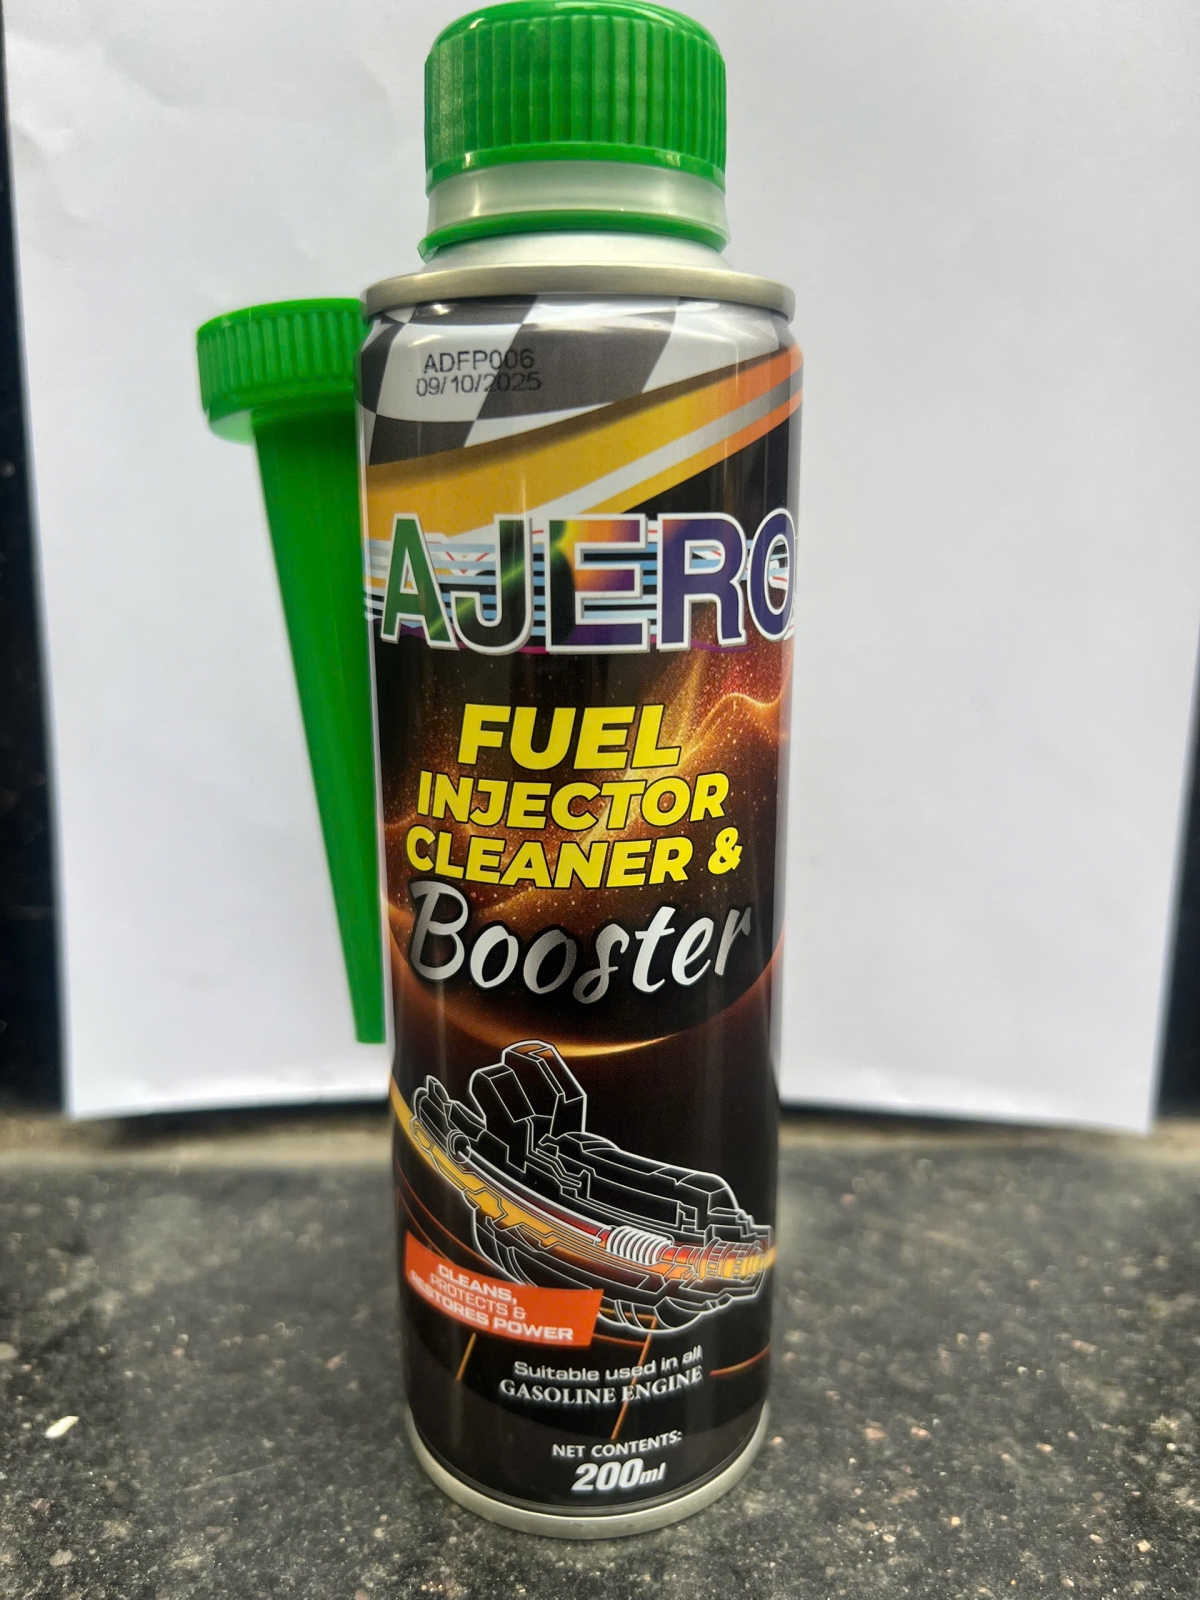 ADFP006
09/10/2025
AJERO
FUEL
INJECTOR
CLEANER &
Booster
CLEANS,
PROTECTS &
RESTORES POWER
Suitable used in all
GASOLINE ENGINE
NET CONTENTS:
200ml